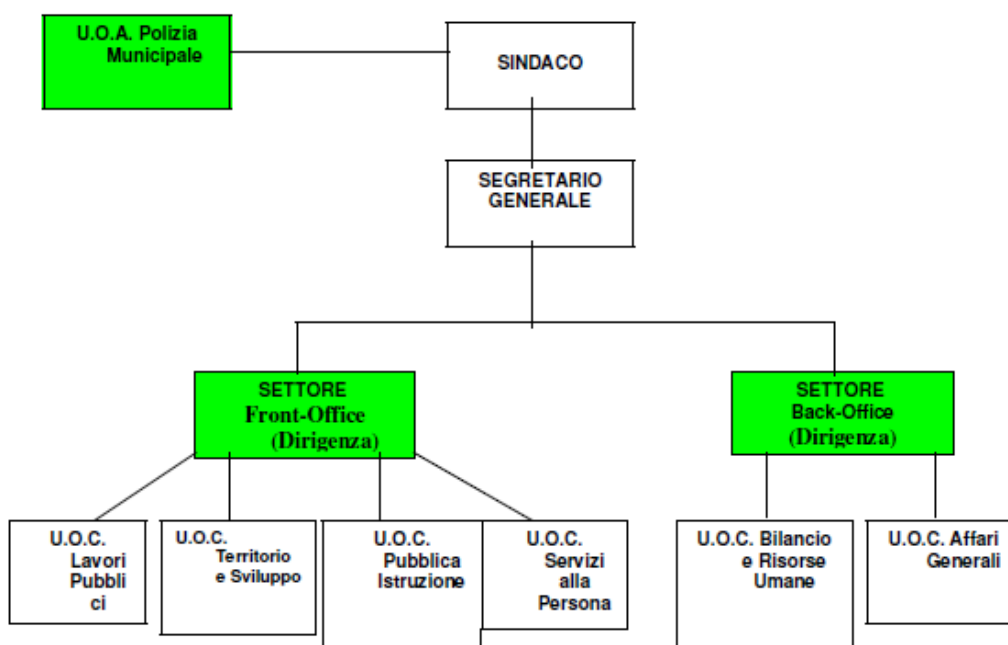 U.O.A. Polizia
Municipale
SINDACO
SEGRETARIO
GENERALE
SETTORE
Front-Office
(Dirigenza)
SETTORE
Back-Office
(Dirigenza)
U.O.C.
Lavori
Pubbli
ci
U.O.C.
Territorio
e Sviluppo
U.O.C.
Pubblica
Istruzione
U.O.C.
Servizi
alla
Persona
U.O.C. Bilancio
e Risorse
Umane
U.O.C. Affari
Generali